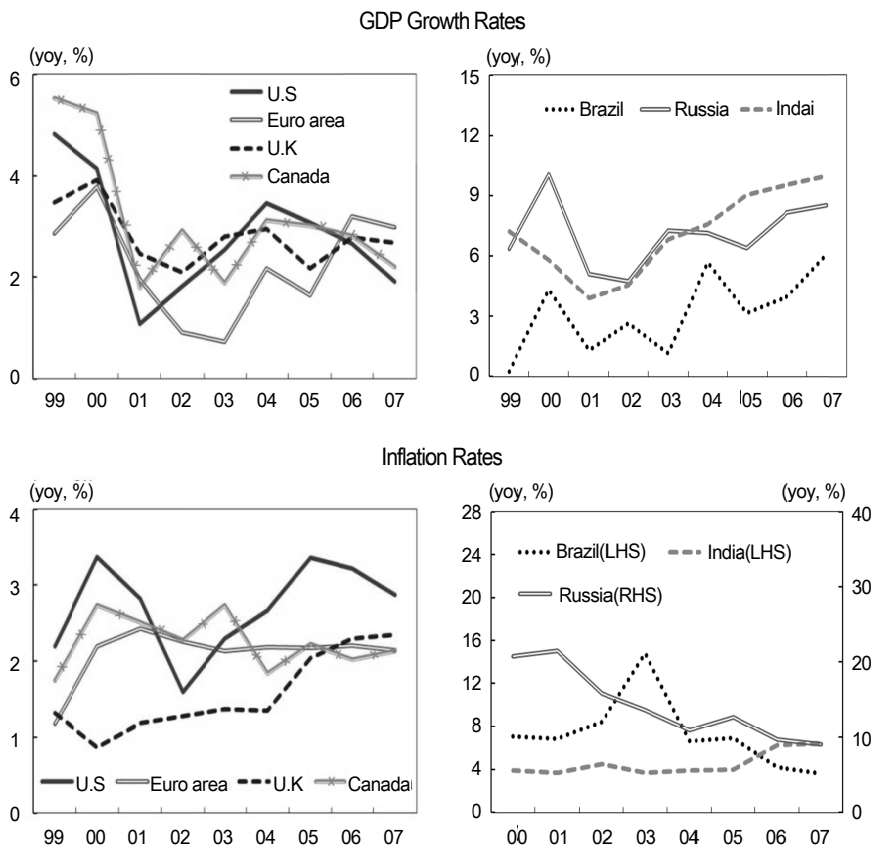 GDP Growth Rates
(yoy, %)
6
4
2
0
U.S
Euro area
U.K
Canada
99 00 01 02 03 04 05 06 07
15
12
9
6
3
0
Brazil Russia Indai
99 00 01 02 03 04 05 06 07
Inflation Rates
(yoy, %)
4
3
2
1
0
U.S Euro area U.K Canada
99 00 01 02 03 04 05 06 07
(yoy, %) (yoy, %)
28
24
20
16
12
8
4
0
Brazil(LHS) India(LHS)
Russia(RHS)
40
30
20
10
0
00 01 02 03 04 05 06 07